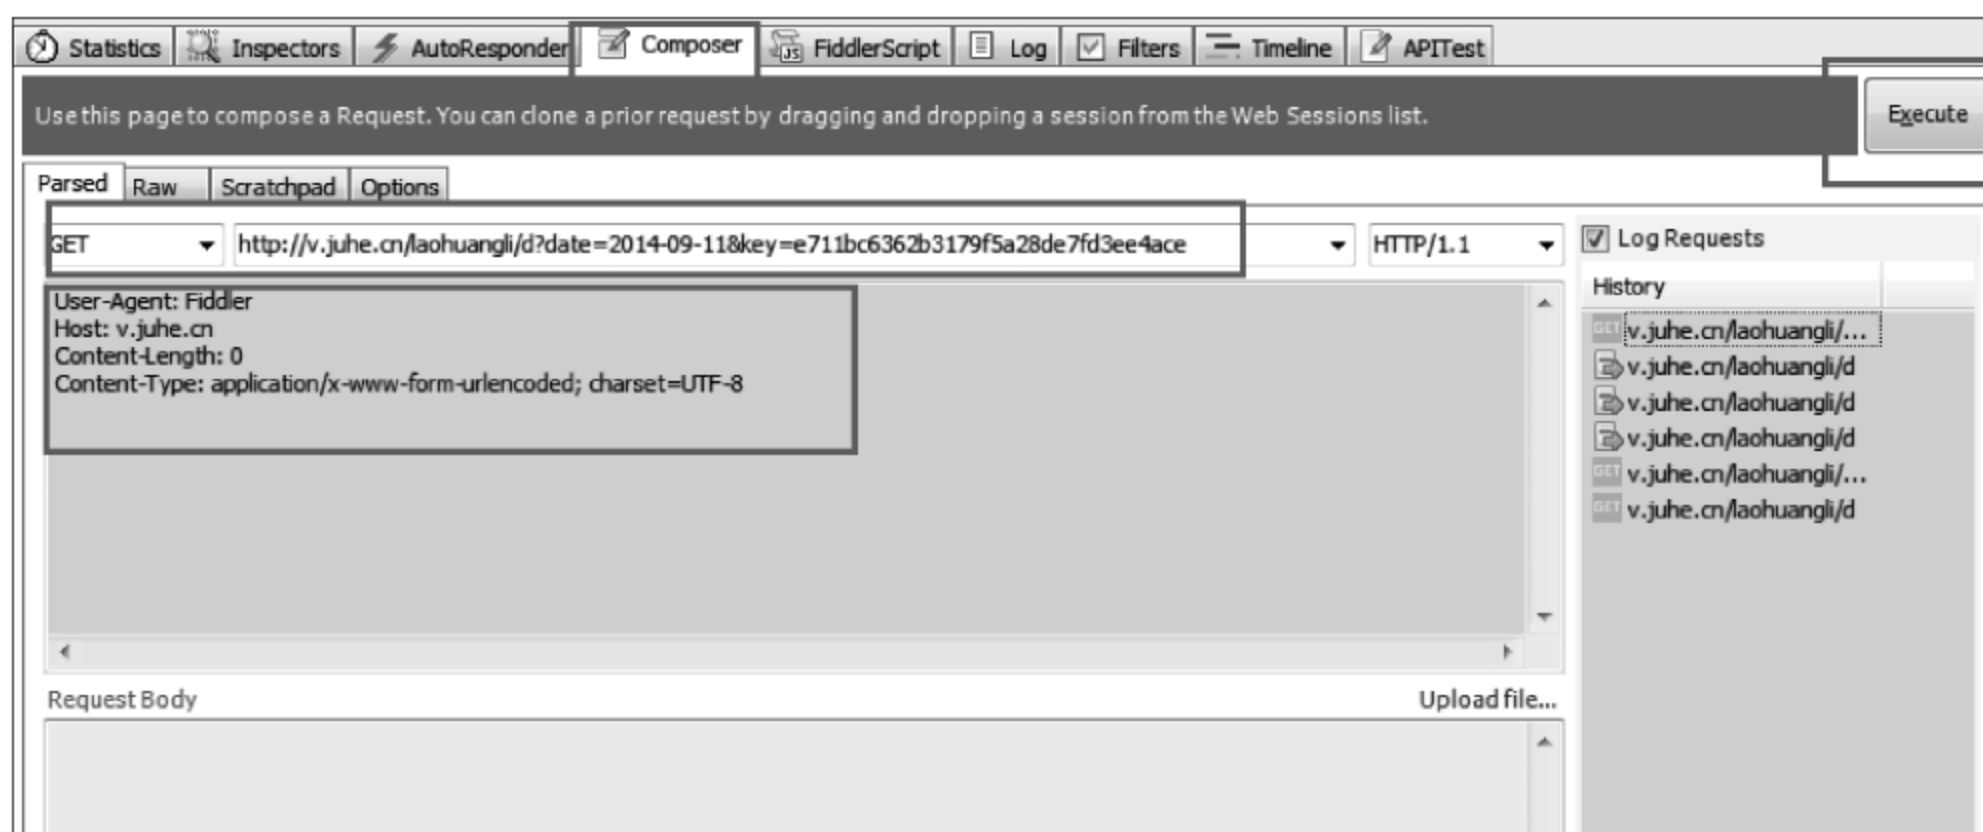 Statistics Inspectors AutoResponder Composer FiddlerScript Log Filters Timeline APITest
Use this page to compose a Request. You can clone a prior request by dragging and dropping a session from the Web Sessions list.
Execute
Parsed Raw Scratchpad Options
GET http://v.juhe.cn/laohuangli/d?date=2014-09-11&key=e711bc6362b3179f5a28de7fd3ee4ace HTTP/1.1
User-Agent: Fiddler
Host: v.juhe.cn
Content-Length: 0
Content-Type: application/x-www-form-urlencoded; charset=UTF-8
Request Body Upload file...
Log Requests
History
GET v.juhe.cn/laohuangli/...
v.juhe.cn/laohuangli/d
v.juhe.cn/laohuangli/d
v.juhe.cn/laohuangli/d
GET v.juhe.cn/laohuangli/...
GET v.juhe.cn/laohuangli/d